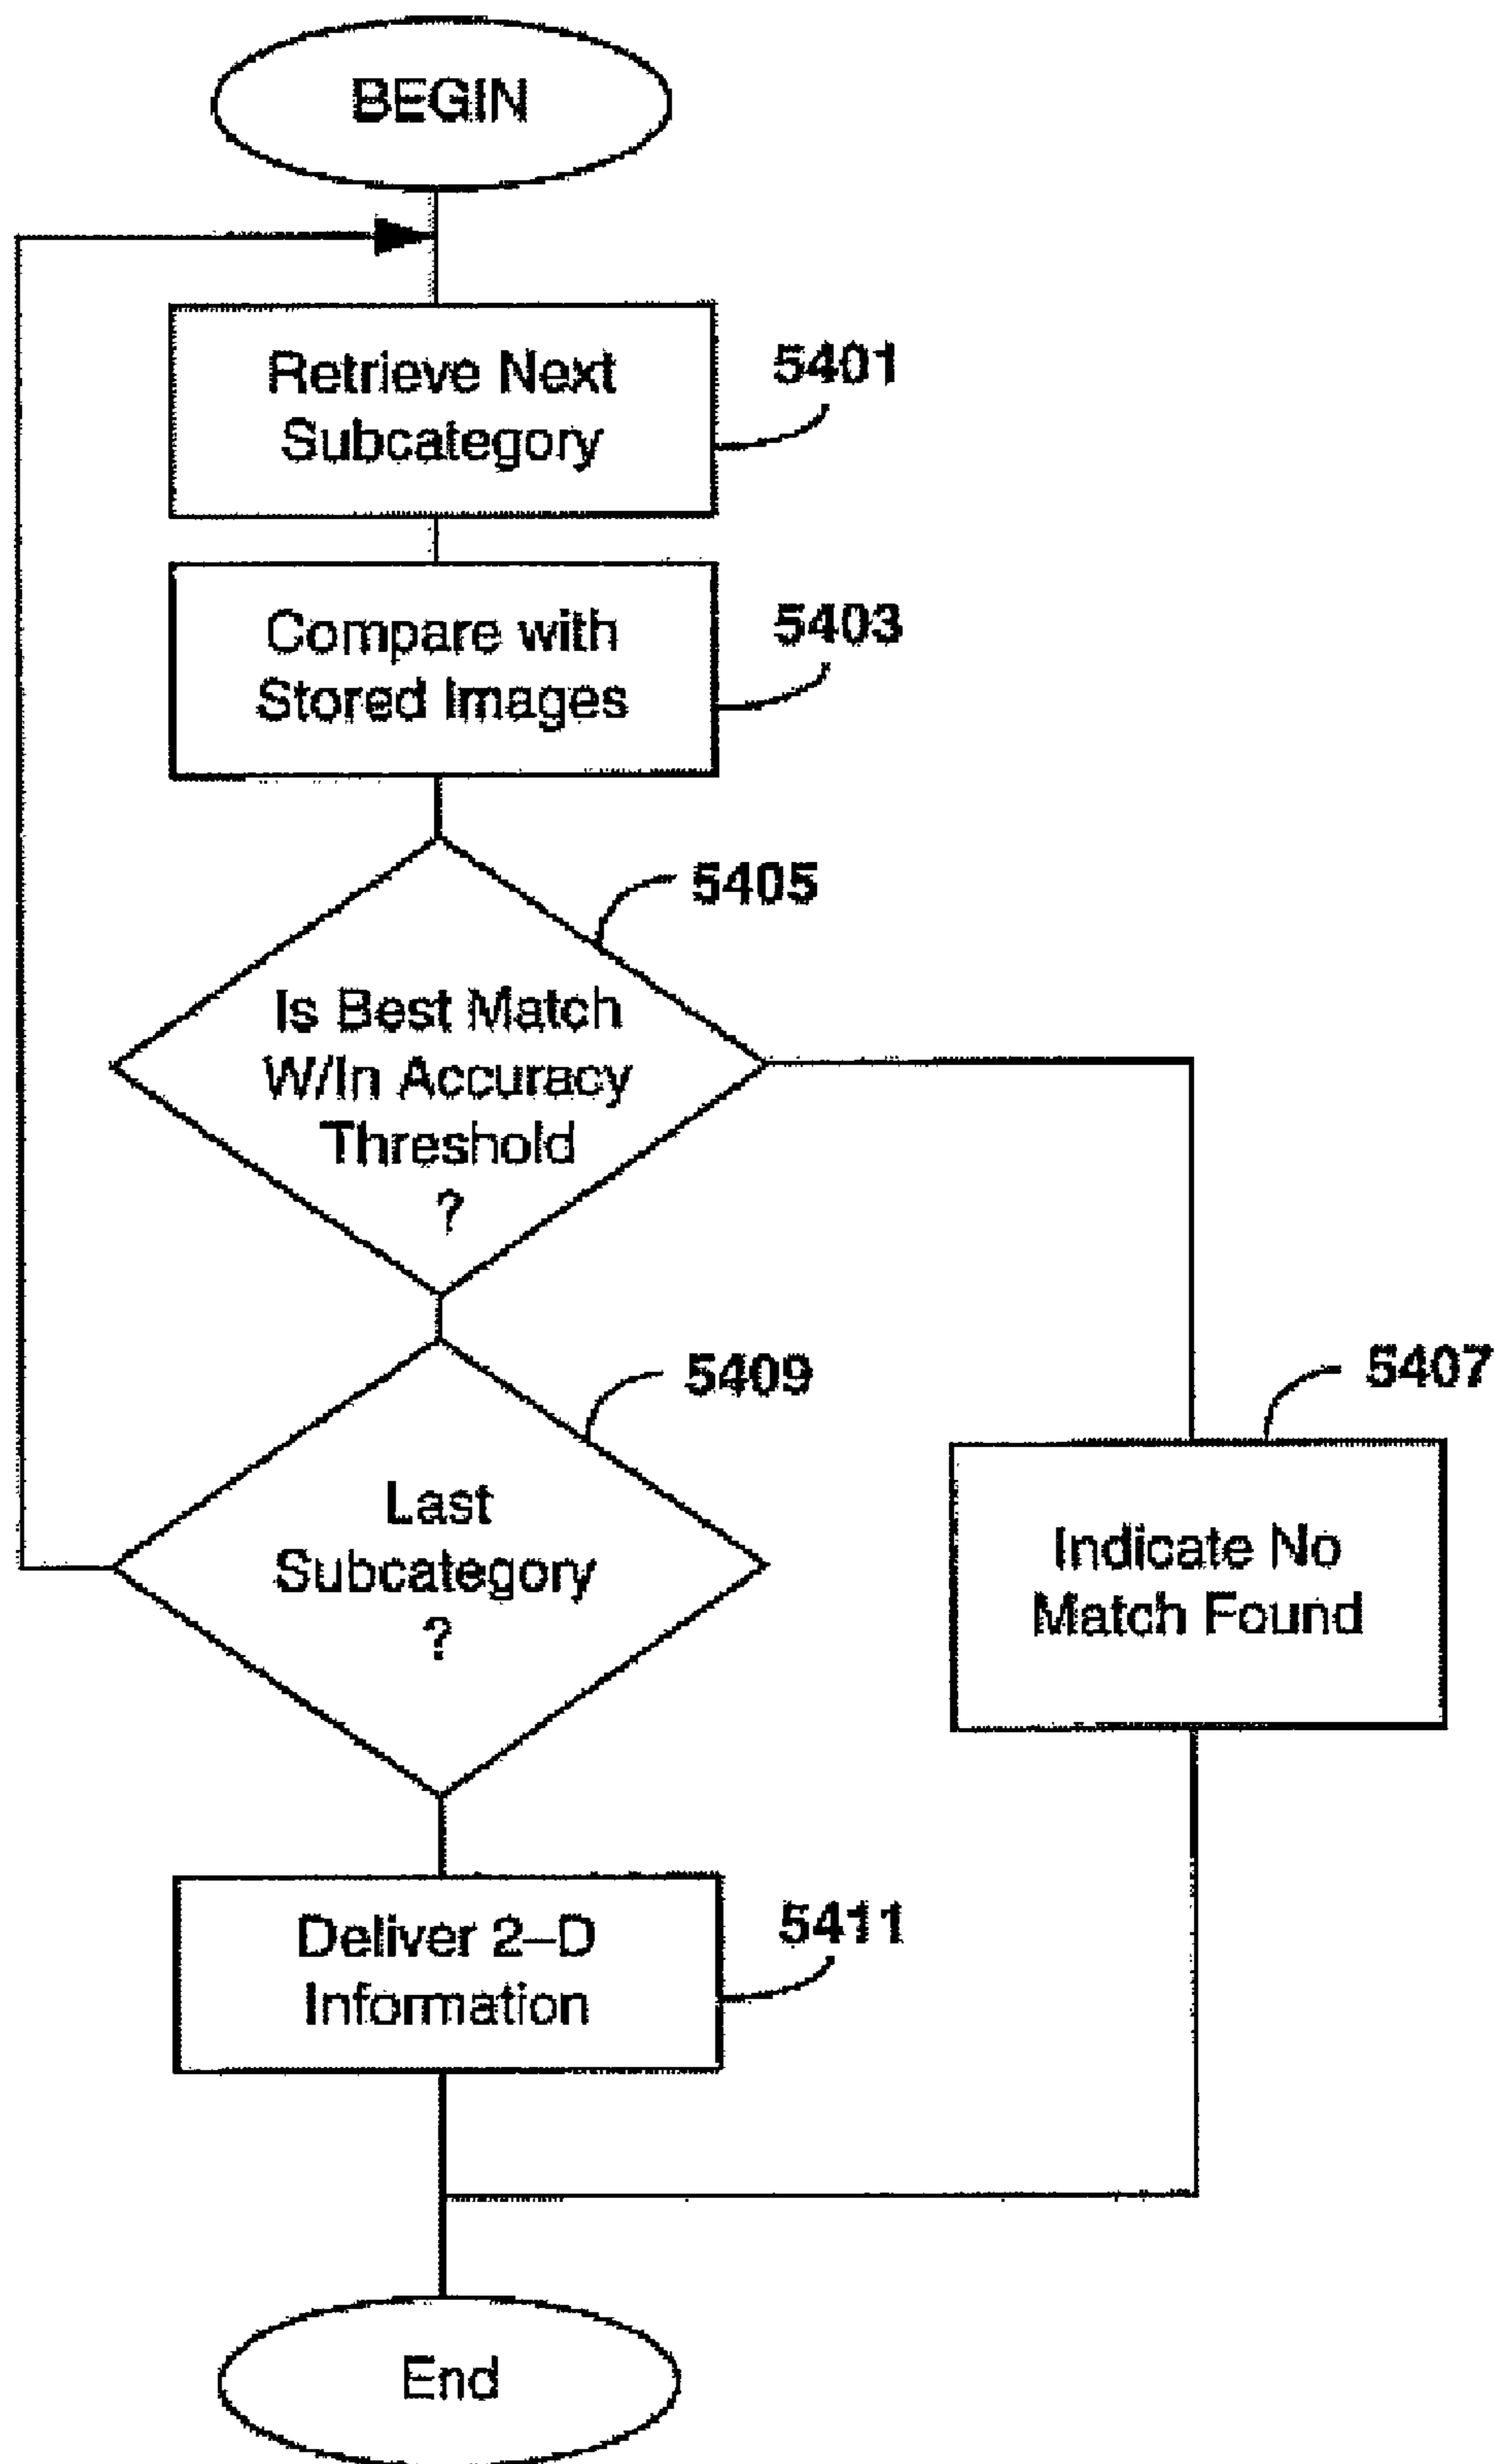 BEGIN
Retrieve Next
Subcategory
5401
Compare with
Stored Images
5403
5405
Is Best Match
W/In Accuracy
Threshold
?
5409
Last
Subcategory
?
5407
Indicate No
Match Found
Deliver 2–D
Information
5411
End